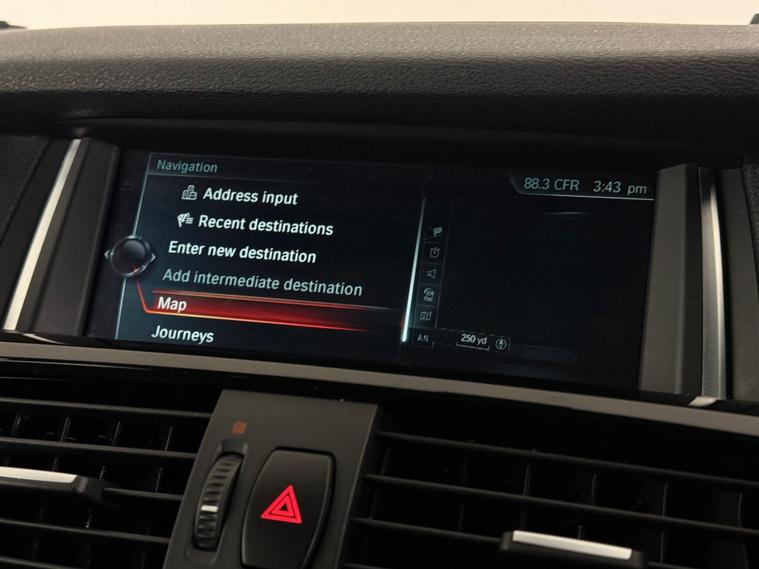 Navigation
88.3 CFR 3:43 pm
Address input
Recent destinations
Enter new destination
Add intermediate destination
Map
Journeys
250 yd